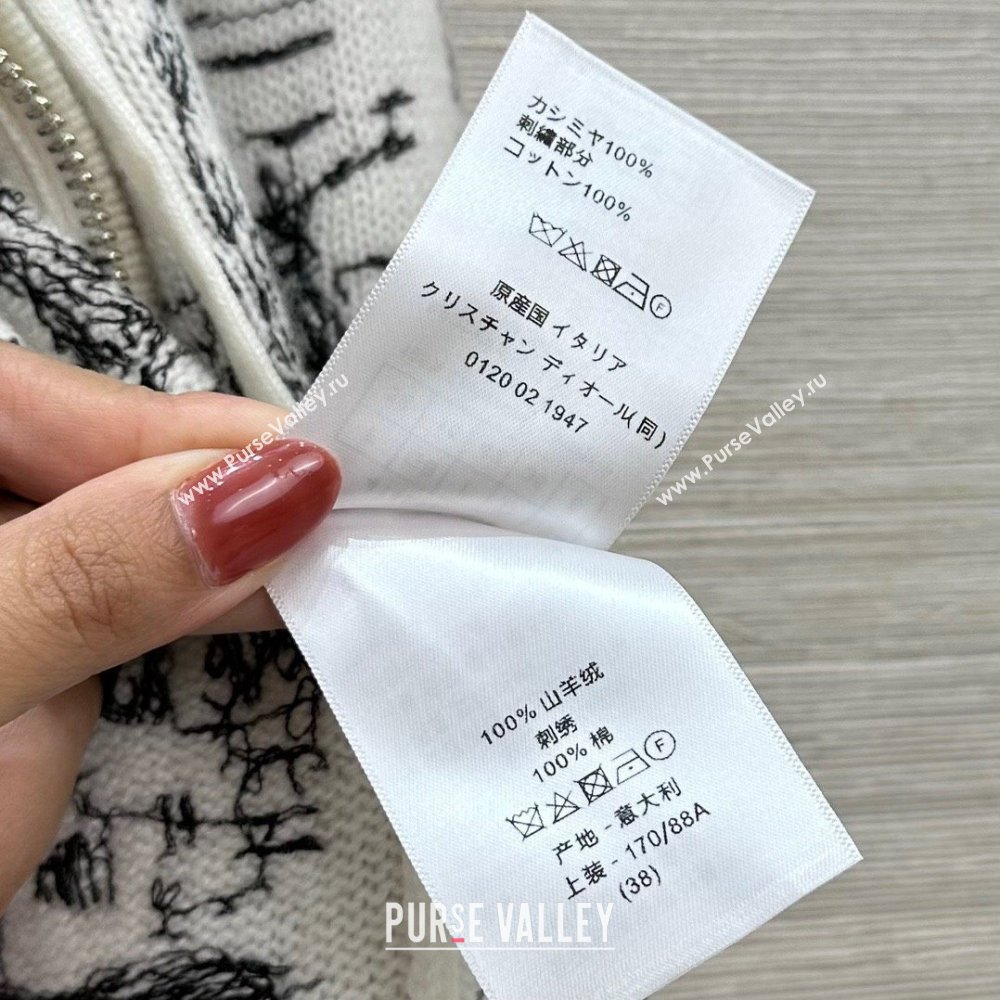 カシミヤ100%
刺繍部分
コットン100%
F
原産国 イタリア
クリスチャン ディオール(同)
0120 02 1947
www.PurseValley.ru
www.PurseValley.ru
100% 山羊绒
刺绣
100% 棉
F
产地 - 意大利
上装 - 170/88A
(38)
PURSE VALLEY